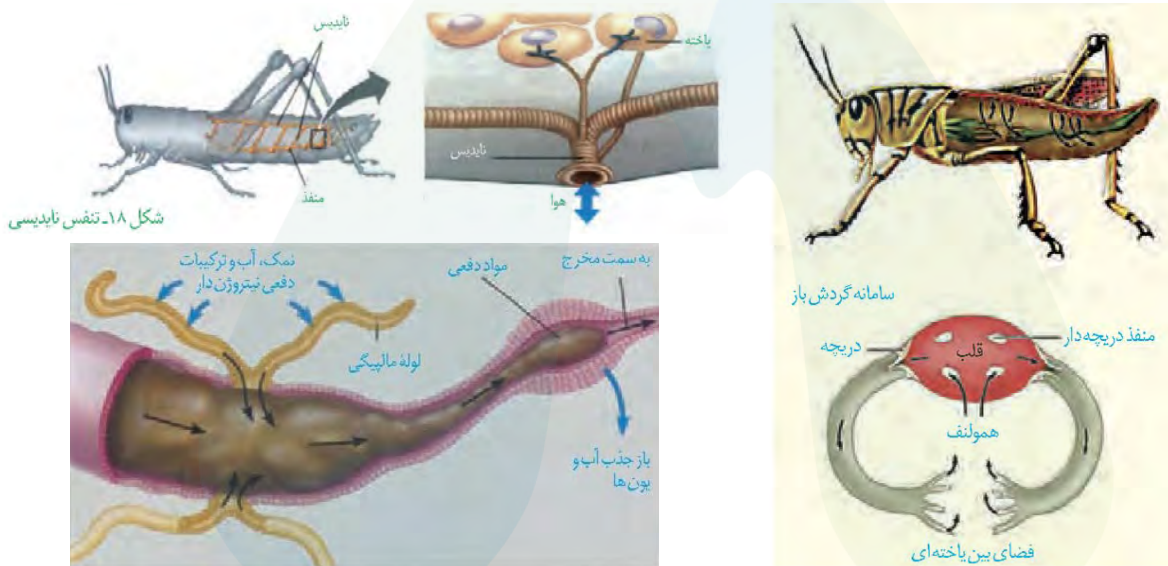 نایدیس
منفذ
شکل ۱۸ـ تنفس نایدیسی
یاخته
نایدیس
هوا
نمک، آب و ترکیبات
دفعی نیتروژن دار
لولهٔ مالپیگی
مواد دفعی
به سمت مخرج
باز جذب آب و
یون ها
سامانه گردش باز
منفذ دریچه دار
دریچه
قلب
همولنف
فضای بین یاخته ای